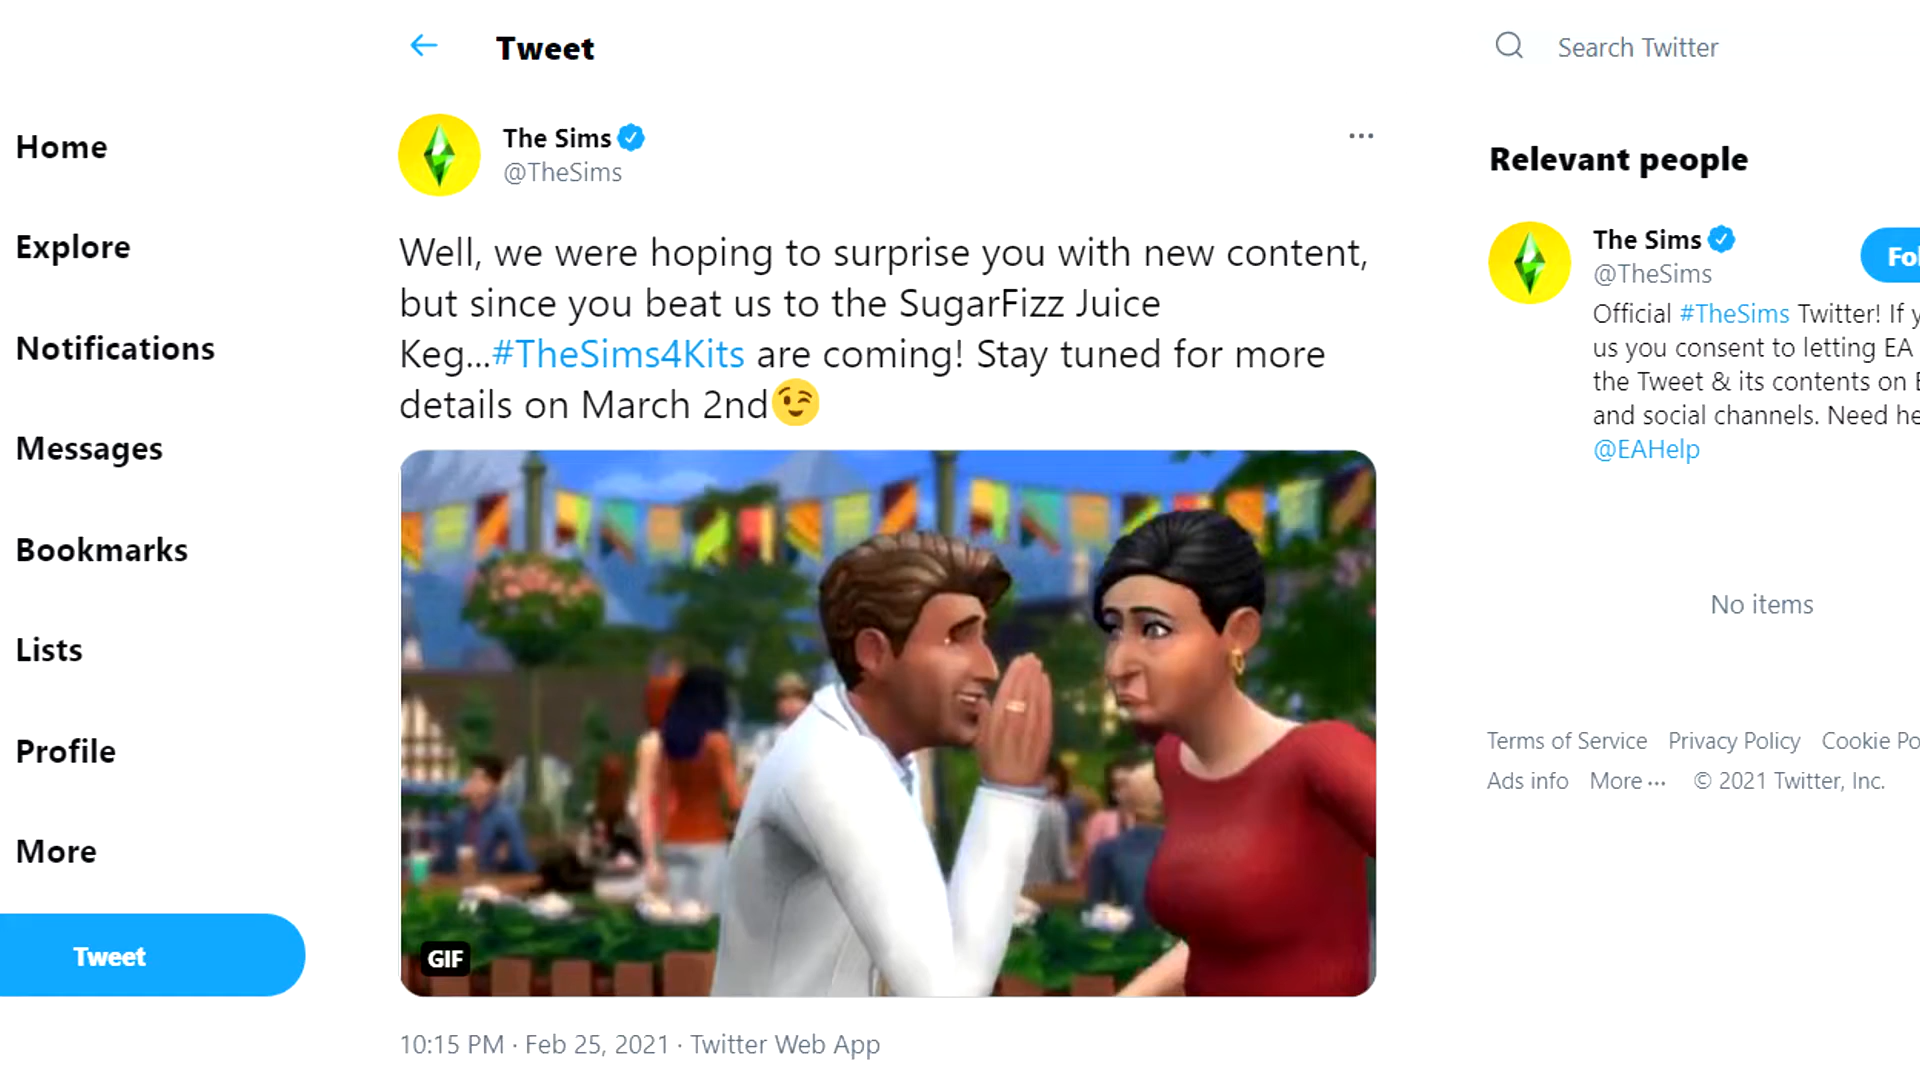 Tweet
Search Twitter
Home
Explore
Notifications
Messages
Bookmarks
Lists
Profile
More
Tweet
The Sims
@TheSims
Well, we were hoping to surprise you with new content,
but since you beat us to the SugarFizz Juice
Keg...#TheSims4Kits are coming! Stay tuned for more
details on March 2nd😉
GIF
10:15 PM · Feb 25, 2021 · Twitter Web App
Relevant people
The Sims
@TheSims
Fol
Official #TheSims Twitter! If y
us you consent to letting EA
the Tweet & its contents on E
and social channels. Need he
@EAHelp
No items
Terms of Service Privacy Policy Cookie Po
Ads info More ··· © 2021 Twitter, Inc.